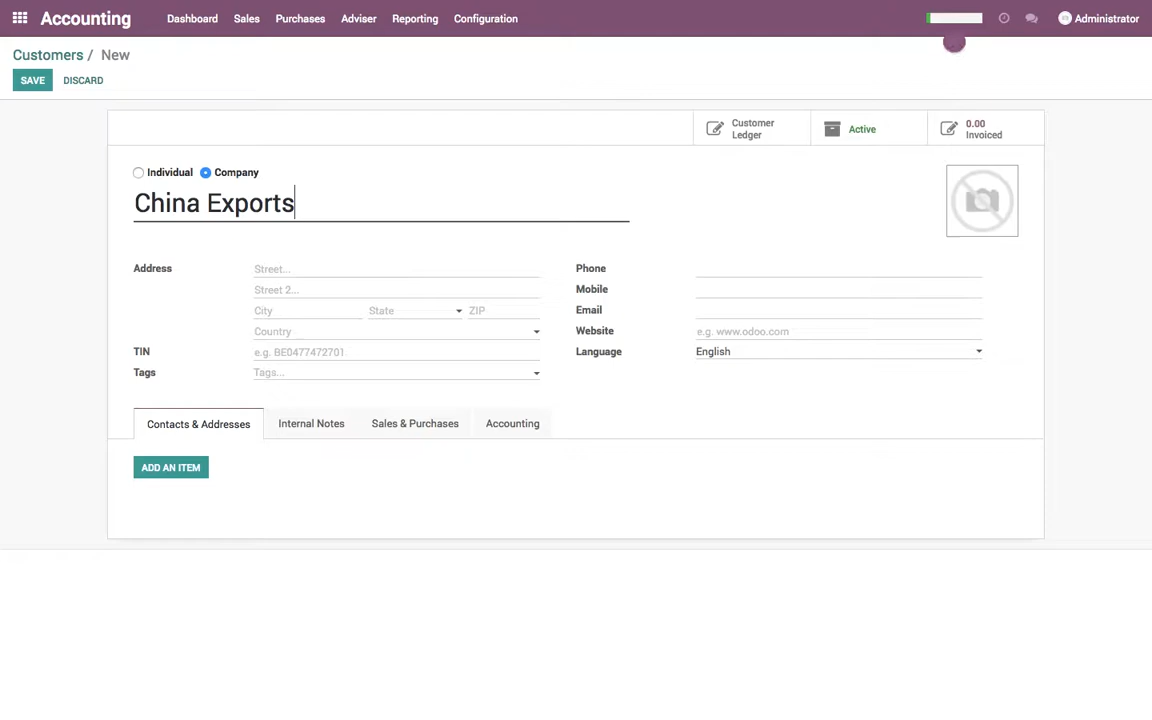 Accounting Dashboard Sales Purchases Adviser Reporting Configuration Administrator
Customers / New
SAVE DISCARD
Customer Ledger
Active
0.00 Invoiced
Individual Company
China Exports
Address Street...
Street 2...
City State ZIP
Country
TIN e.g. BE0477472701
Tags Tags...
Phone
Mobile
Email
Website e.g. www.odoo.com
Language English
Contacts & Addresses Internal Notes Sales & Purchases Accounting
ADD AN ITEM